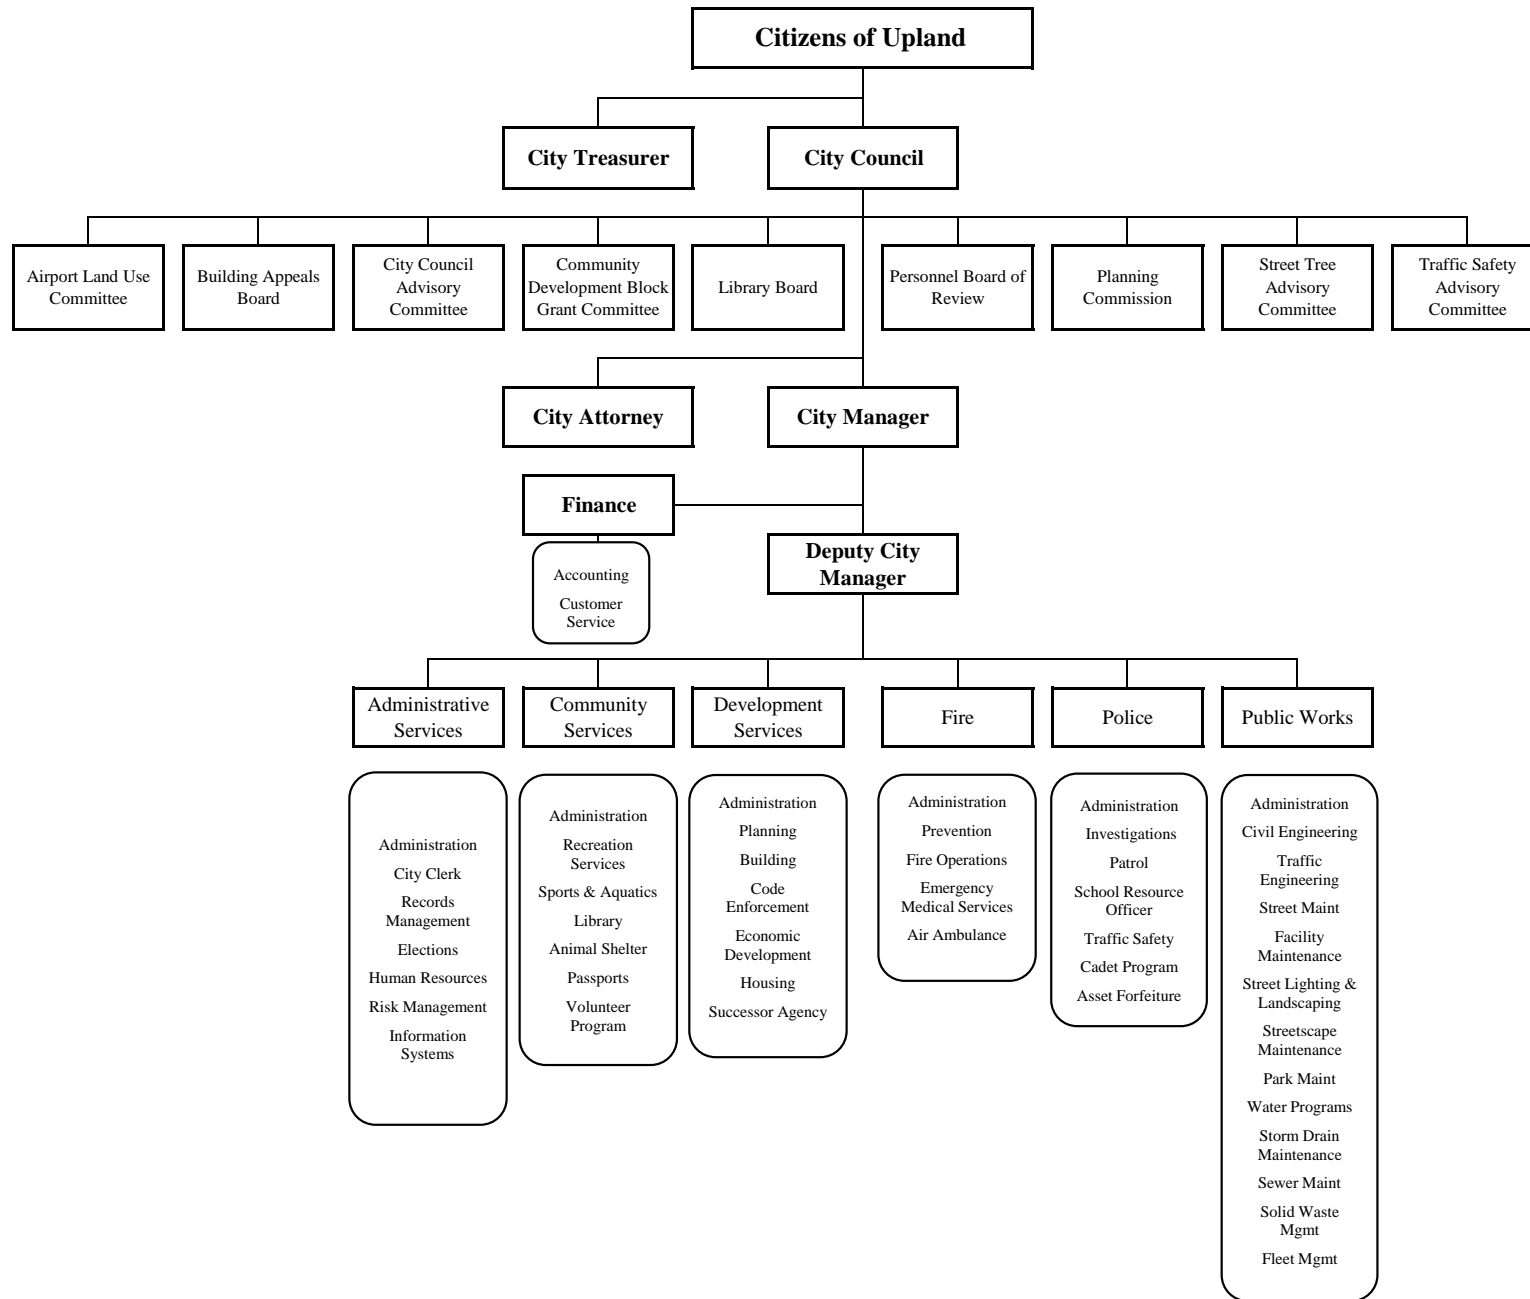 Citizens of Upland
City Treasurer
City Council
Airport Land Use
Committee
Building Appeals
Board
City Council
Advisory
Committee
Community
Development Block
Grant Committee
Library Board
Personnel Board of
Review
Planning
Commission
Street Tree
Advisory
Committee
Traffic Safety
Advisory
Committee
City Attorney
City Manager
Finance
Accounting
Customer
Service
Deputy City
Manager
Administrative
Services
Community
Services
Development
Services
Fire
Police
Public Works
Administration
City Clerk
Records
Management
Elections
Human Resources
Risk Management
Information
Systems
Administration
Recreation
Services
Sports & Aquatics
Library
Animal Shelter
Passports
Volunteer
Program
Administration
Planning
Building
Code
Enforcement
Economic
Development
Housing
Successor Agency
Administration
Prevention
Fire Operations
Emergency
Medical Services
Air Ambulance
Administration
Investigations
Patrol
School Resource
Officer
Traffic Safety
Cadet Program
Asset Forfeiture
Administration
Civil Engineering
Traffic
Engineering
Street Maint
Facility
Maintenance
Street Lighting &
Landscaping
Streetscape
Maintenance
Park Maint
Water Programs
Storm Drain
Maintenance
Sewer Maint
Solid Waste
Mgmt
Fleet Mgmt